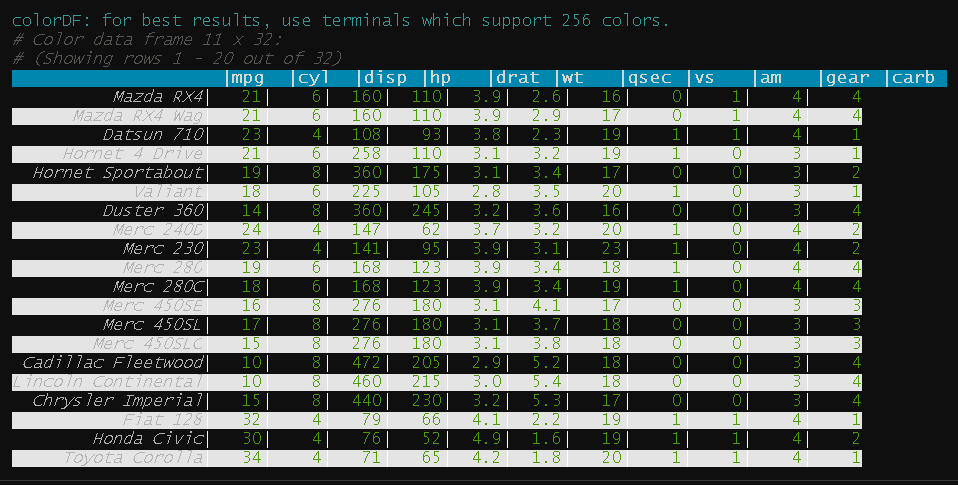 colorDF: for best results, use terminals which support 256 colors.
# Color data frame 11 x 32:
# (Showing rows 1 - 20 out of 32)
|mpg |cyl |disp |hp |drat |wt |qsec |vs |am |gear |carb
Mazda RX4| 21| 6| 160| 110| 3.9| 2.6| 16| 0| 1| 4| 4
Mazda RX4 Wag| 21| 6| 160| 110| 3.9| 2.9| 17| 0| 1| 4| 4
Datsun 710| 23| 4| 108| 93| 3.8| 2.3| 19| 1| 1| 4| 1
Hornet 4 Drive| 21| 6| 258| 110| 3.1| 3.2| 19| 1| 0| 3| 1
Hornet Sportabout| 19| 8| 360| 175| 3.1| 3.4| 17| 0| 0| 3| 2
Valiant| 18| 6| 225| 105| 2.8| 3.5| 20| 1| 0| 3| 1
Duster 360| 14| 8| 360| 245| 3.2| 3.6| 16| 0| 0| 3| 4
Merc 240D| 24| 4| 147| 62| 3.7| 3.2| 20| 1| 0| 4| 2
Merc 230| 23| 4| 141| 95| 3.9| 3.1| 23| 1| 0| 4| 2
Merc 280| 19| 6| 168| 123| 3.9| 3.4| 18| 1| 0| 4| 4
Merc 280C| 18| 6| 168| 123| 3.9| 3.4| 19| 1| 0| 4| 4
Merc 450SE| 16| 8| 276| 180| 3.1| 4.1| 17| 0| 0| 3| 3
Merc 450SL| 17| 8| 276| 180| 3.1| 3.7| 18| 0| 0| 3| 3
Merc 450SLC| 15| 8| 276| 180| 3.1| 3.8| 18| 0| 0| 3| 3
Cadillac Fleetwood| 10| 8| 472| 205| 2.9| 5.2| 18| 0| 0| 3| 4
Lincoln Continental| 10| 8| 460| 215| 3.0| 5.4| 18| 0| 0| 3| 4
Chrysler Imperial| 15| 8| 440| 230| 3.2| 5.3| 17| 0| 0| 3| 4
Fiat 128| 32| 4| 79| 66| 4.1| 2.2| 19| 1| 1| 4| 1
Honda Civic| 30| 4| 76| 52| 4.9| 1.6| 19| 1| 1| 4| 2
Toyota Corolla| 34| 4| 71| 65| 4.2| 1.8| 20| 1| 1| 4| 1